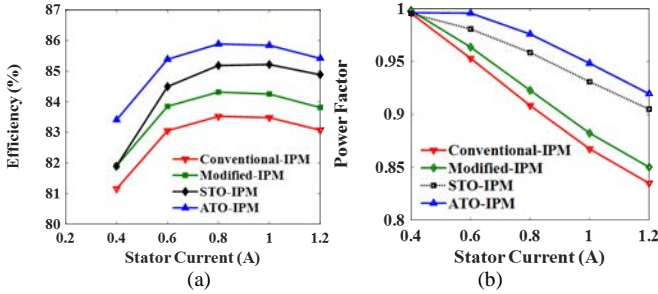 87
86
85
84
83
82
81
80
0.2
0.4
0.6
0.8
1
1.2
Efficiency (%)
Stator Current (A)
Conventional-IPM
Modified-IPM
STO-IPM
ATO-IPM
(a)
1
0.95
0.9
0.85
0.8
0.4
0.6
0.8
1
1.2
Power Factor
Stator Current (A)
Conventional-IPM
Modified-IPM
STO-IPM
ATO-IPM
(b)